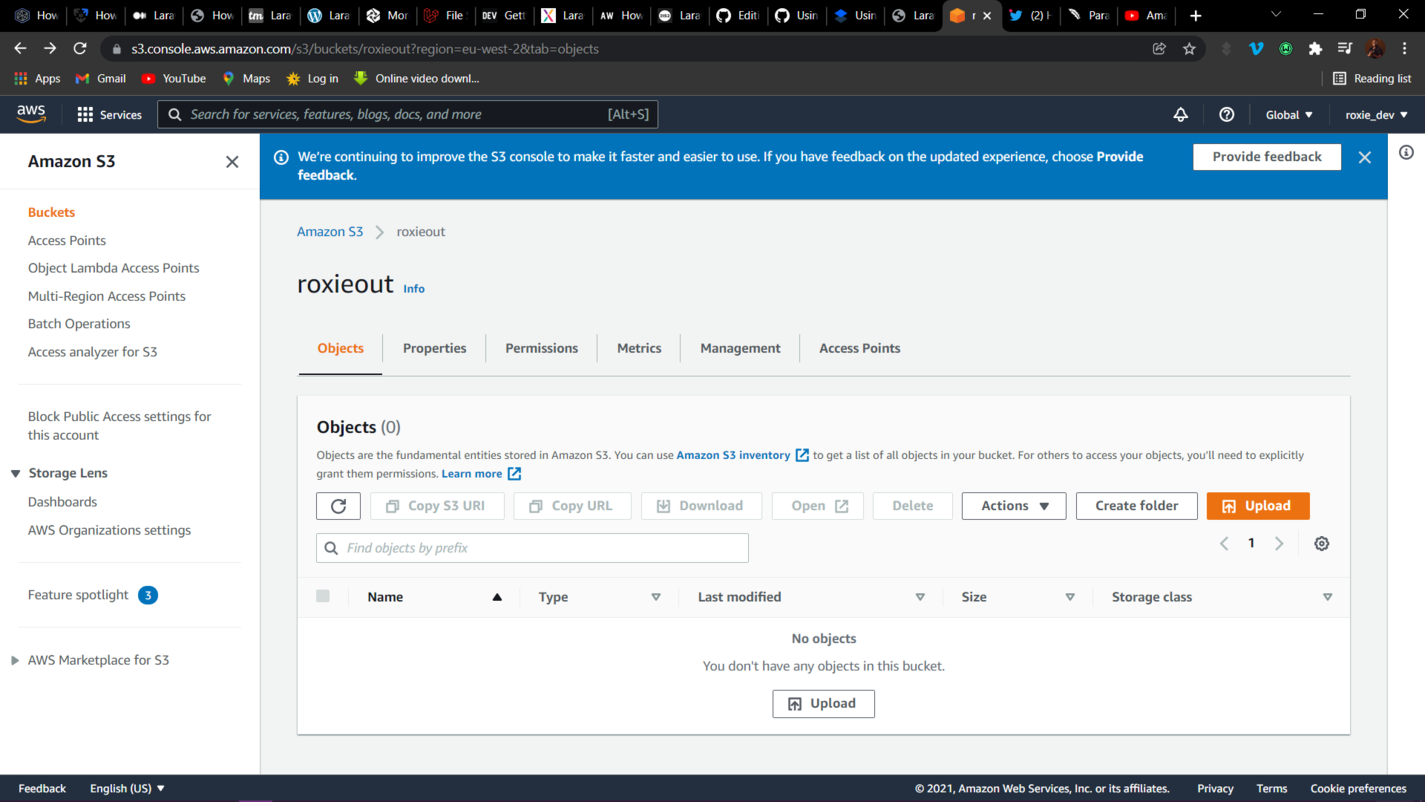 How
How
Lara
How
Lara
Lara
Mor
File
DEV Gett
X Lara
AW How
Lara
Editi
Usin
Usin
Lara
r
(2) H
Para
Ama
s3.console.aws.amazon.com/s3/buckets/roxieout?region=eu-west-2&tab=objects
Apps
Gmail
YouTube
Maps
Log in
Online video downl...
Reading list
aws
Services
Search for services, features, blogs, docs, and more
[Alt+S]
Global
roxie_dev
Amazon S3
Buckets
Access Points
Object Lambda Access Points
Multi-Region Access Points
Batch Operations
Access analyzer for S3
Block Public Access settings for
this account
Storage Lens
Dashboards
AWS Organizations settings
Feature spotlight 3
AWS Marketplace for S3
We're continuing to improve the S3 console to make it faster and easier to use. If you have feedback on the updated experience, choose Provide
feedback.
Provide feedback
Amazon S3
roxieout
roxieout Info
Objects
Properties
Permissions
Metrics
Management
Access Points
Objects (0)
Objects are the fundamental entities stored in Amazon S3. You can use Amazon S3 inventory to get a list of all objects in your bucket. For others to access your objects, you'll need to explicitly
grant them permissions. Learn more
Copy S3 URI
Copy URL
Download
Open
Delete
Actions
Create folder
Upload
Find objects by prefix
1
Name
Type
Last modified
Size
Storage class
No objects
You don't have any objects in this bucket.
Upload
Feedback
English (US)
© 2021, Amazon Web Services, Inc. or its affiliates.
Privacy
Terms
Cookie preferences